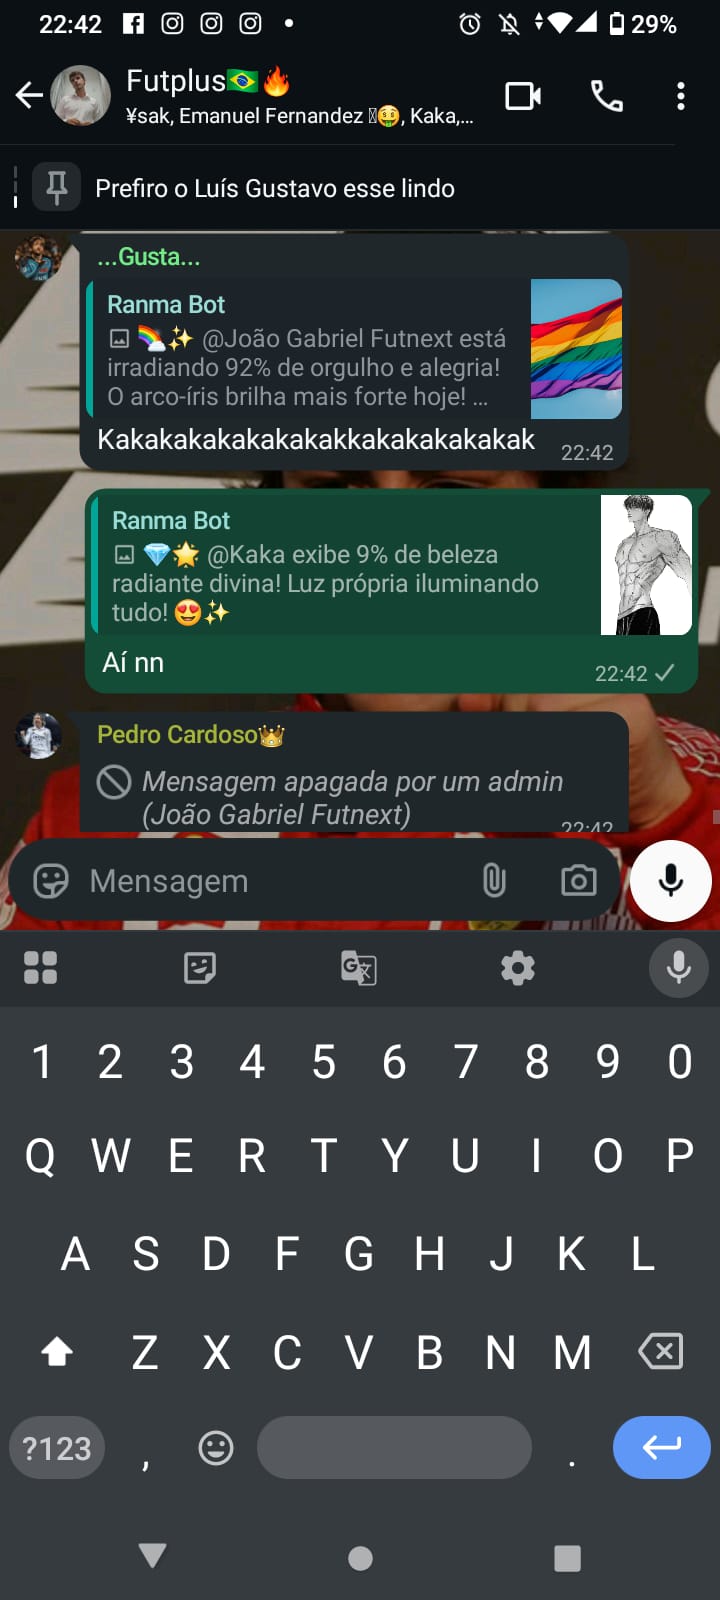 22:42 29%
Futplus🇧🇷🔥
¥sak, Emanuel Fernandez 🤑, Kaka,...
Prefiro o Luís Gustavo esse lindo
...Gusta...
Ranma Bot
🌈✨ @João Gabriel Futnext está
irradiando 92% de orgulho e alegria!
O arco-íris brilha mais forte hoje! ...
Kakakakakakakakakkakakakakakak
22:42
Ranma Bot
💎🌟 @Kaka exibe 9% de beleza
radiante divina! Luz própria iluminando
tudo! 😍✨
Aí nn
22:42
Pedro Cardoso👑
Mensagem apagada por um admin
(João Gabriel Futnext)
22:42
Mensagem
1 2 3 4 5 6 7 8 9 0
Q W E R T Y U I O P
A S D F G H J K L
Z X C V B N M
?123 , .